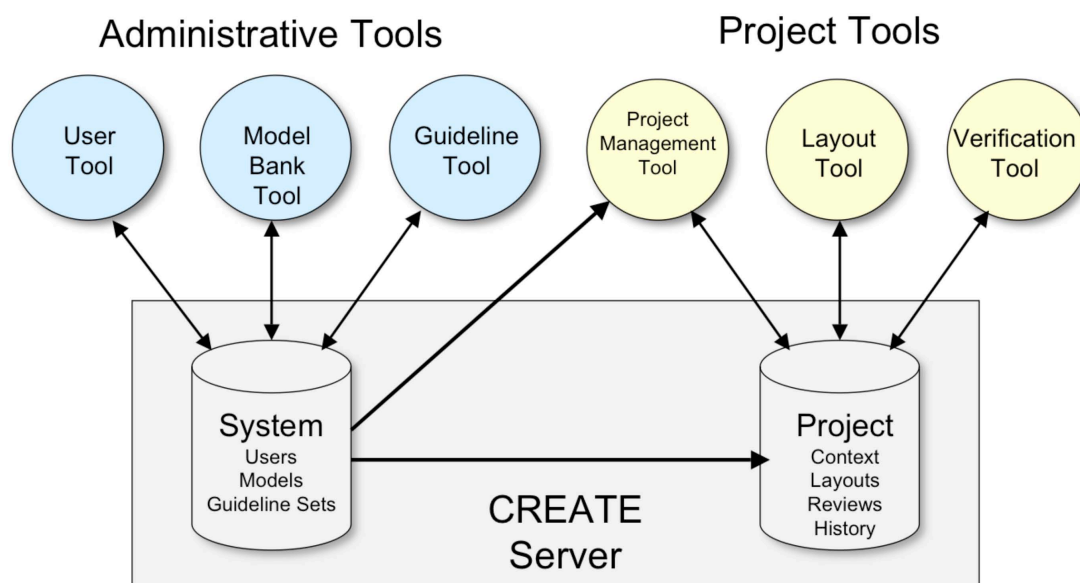 Administrative Tools
Project Tools
User
Tool
Model
Bank
Tool
Guideline
Tool
Project
Management
Tool
Layout
Tool
Verification
Tool
System
Users
Models
Guideline Sets
Project
Context
Layouts
Reviews
History
CREATE
Server